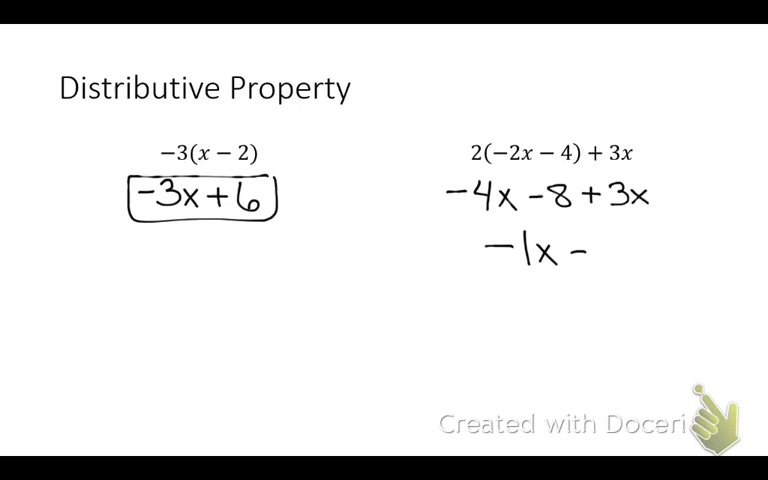 Distributive Property
−3(x − 2)
-3x+6
2(−2x − 4) + 3x
-4x -8 +3x
-1x -
Created with Doceri